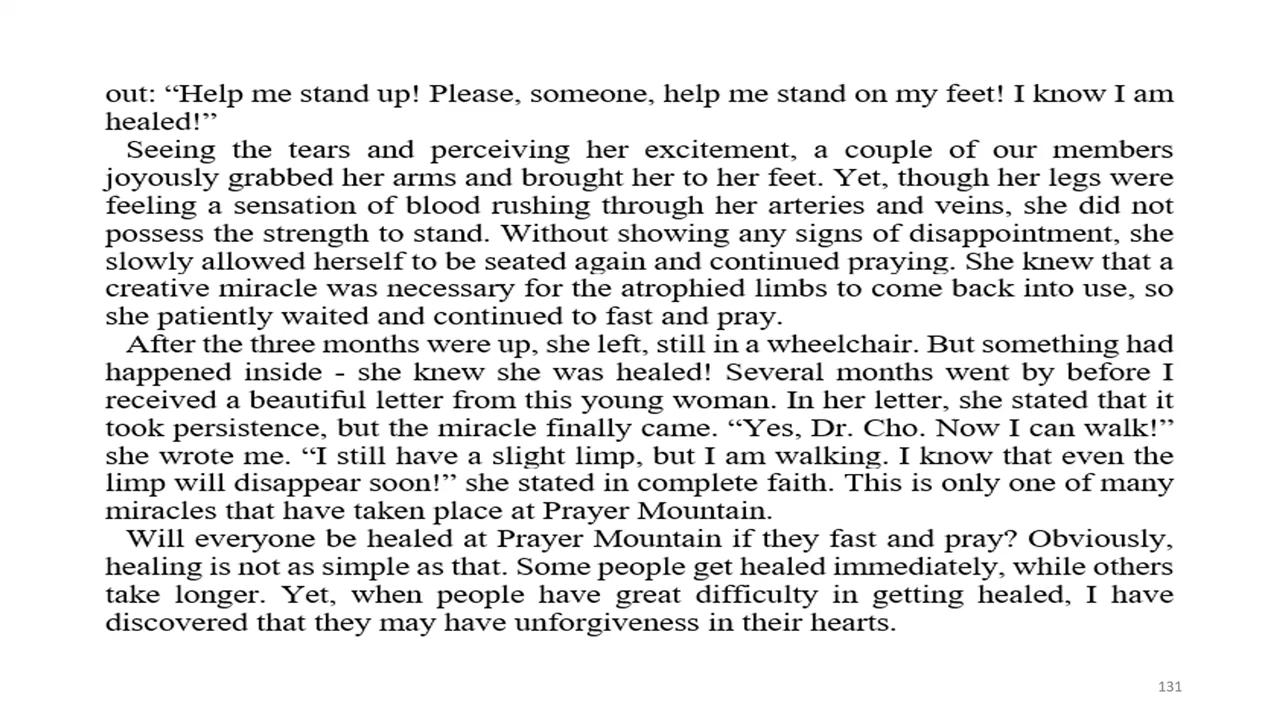 out: “Help me stand up! Please, someone, help me stand on my feet! I know I am
healed!”
Seeing the tears and perceiving her excitement, a couple of our members
joyously grabbed her arms and brought her to her feet. Yet, though her legs were
feeling a sensation of blood rushing through her arteries and veins, she did not
possess the strength to stand. Without showing any signs of disappointment, she
slowly allowed herself to be seated again and continued praying. She knew that a
creative miracle was necessary for the atrophied limbs to come back into use, so
she patiently waited and continued to fast and pray.
After the three months were up, she left, still in a wheelchair. But something had
happened inside - she knew she was healed! Several months went by before I
received a beautiful letter from this young woman. In her letter, she stated that it
took persistence, but the miracle finally came. “Yes, Dr. Cho. Now I can walk!”
she wrote me. “I still have a slight limp, but I am walking. I know that even the
limp will disappear soon!” she stated in complete faith. This is only one of many
miracles that have taken place at Prayer Mountain.
Will everyone be healed at Prayer Mountain if they fast and pray? Obviously,
healing is not as simple as that. Some people get healed immediately, while others
take longer. Yet, when people have great difficulty in getting healed, I have
discovered that they may have unforgiveness in their hearts.
131